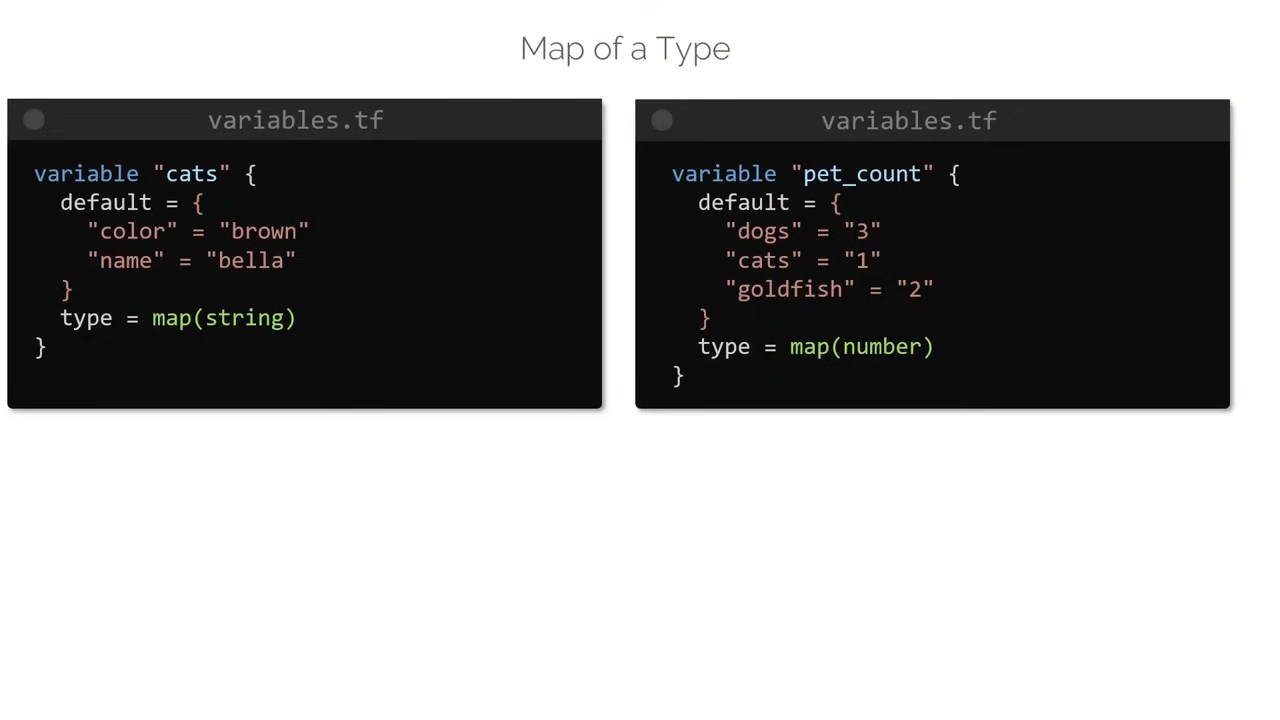 Map of a Type
variables.tf
variable "cats" {
  default = {
    "color" = "brown"
    "name" = "bella"
  }
  type = map(string)
}
variables.tf
variable "pet_count" {
  default = {
    "dogs" = "3"
    "cats" = "1"
    "goldfish" = "2"
  }
  type = map(number)
}